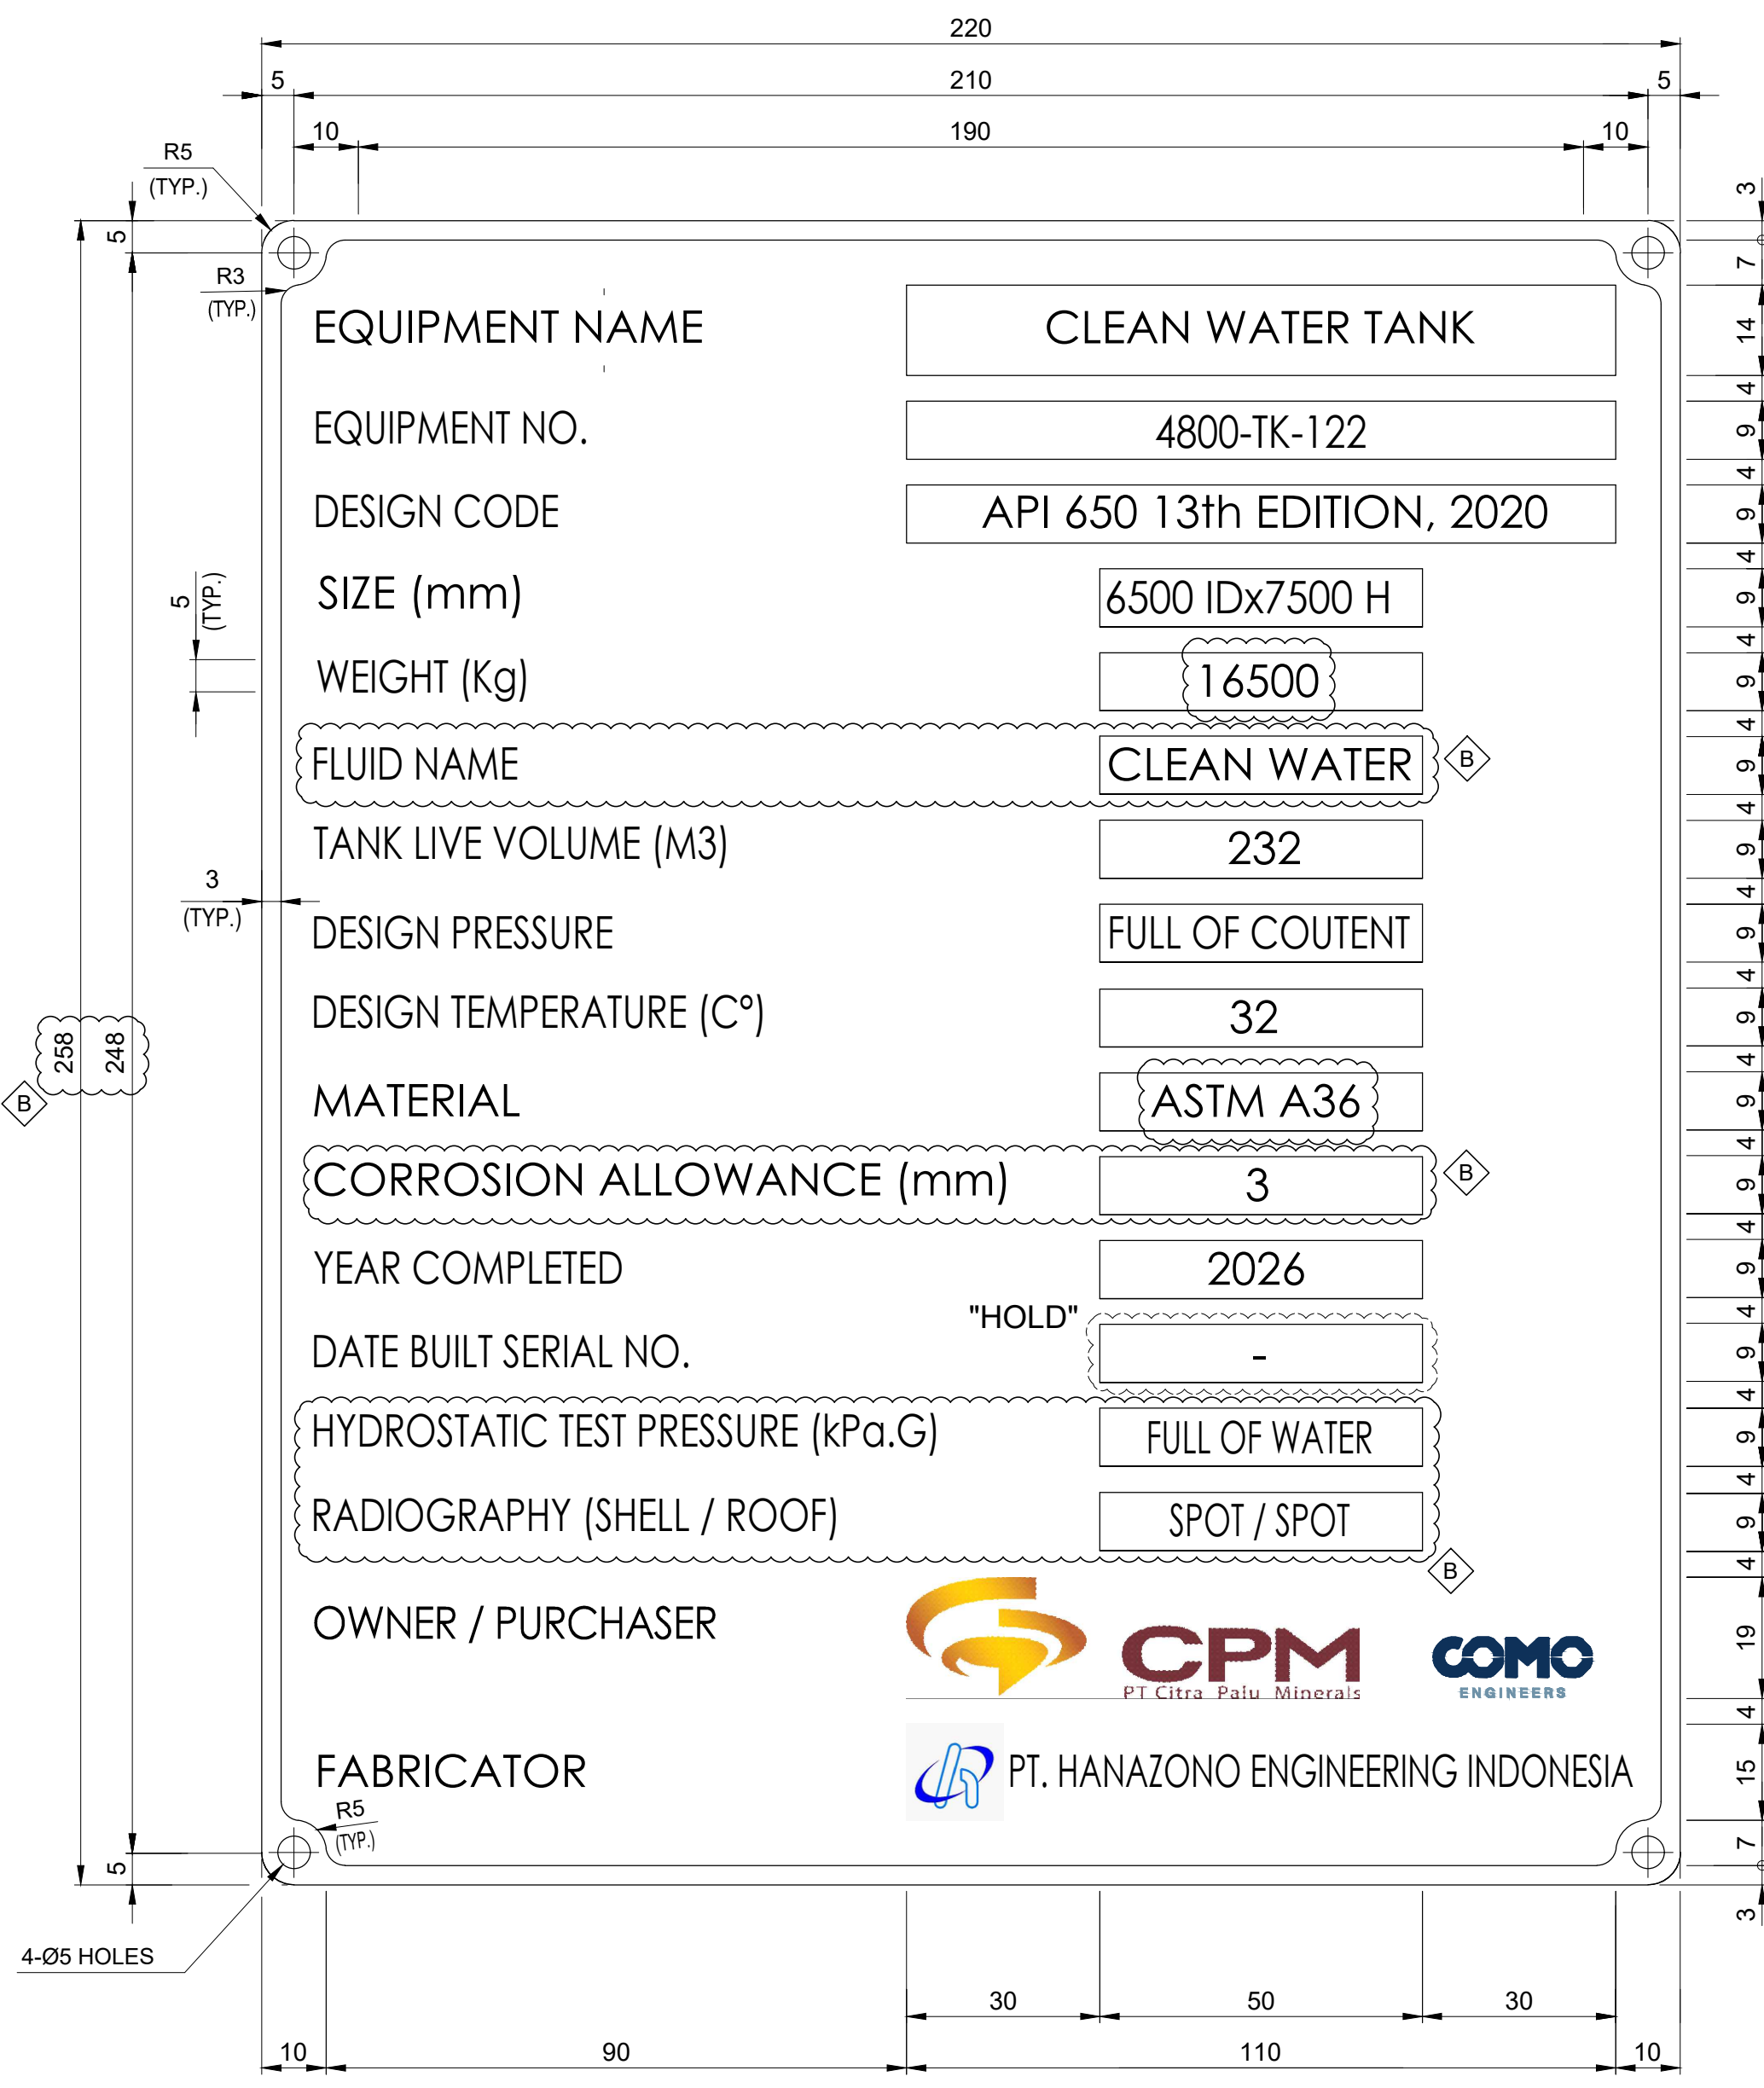 220
5 210 5
10 190 10
R5
(TYP.)
3
5
7
R3
(TYP.)
EQUIPMENT NAME CLEAN WATER TANK
14
4
EQUIPMENT NO. 4800-TK-122
9
4
DESIGN CODE API 650 13th EDITION, 2020
9
4
5
(TYP.)
SIZE (mm) 6500 IDx7500 H
9
4
WEIGHT (Kg) 16500
9
4
FLUID NAME CLEAN WATER B
9
4
TANK LIVE VOLUME (M3) 232
9
4
3
(TYP.)
DESIGN PRESSURE FULL OF COUTENT
9
4
DESIGN TEMPERATURE (Cº) 32
9
4
258 248
B
MATERIAL ASTM A36
9
4
CORROSION ALLOWANCE (mm) 3 B
9
4
YEAR COMPLETED 2026
9
4
"HOLD"
DATE BUILT SERIAL NO. -
9
4
HYDROSTATIC TEST PRESSURE (kPa.G) FULL OF WATER
9
4
RADIOGRAPHY (SHELL / ROOF) SPOT / SPOT
9
4
B
OWNER / PURCHASER
CPM
PT Citra Palu Minerals
COMO
ENGINEERS
19
4
FABRICATOR PT. HANAZONO ENGINEERING INDONESIA
15
R5
(TYP.)
7
5
3
4-Ø5 HOLES
30 50 30
10 90 110 10